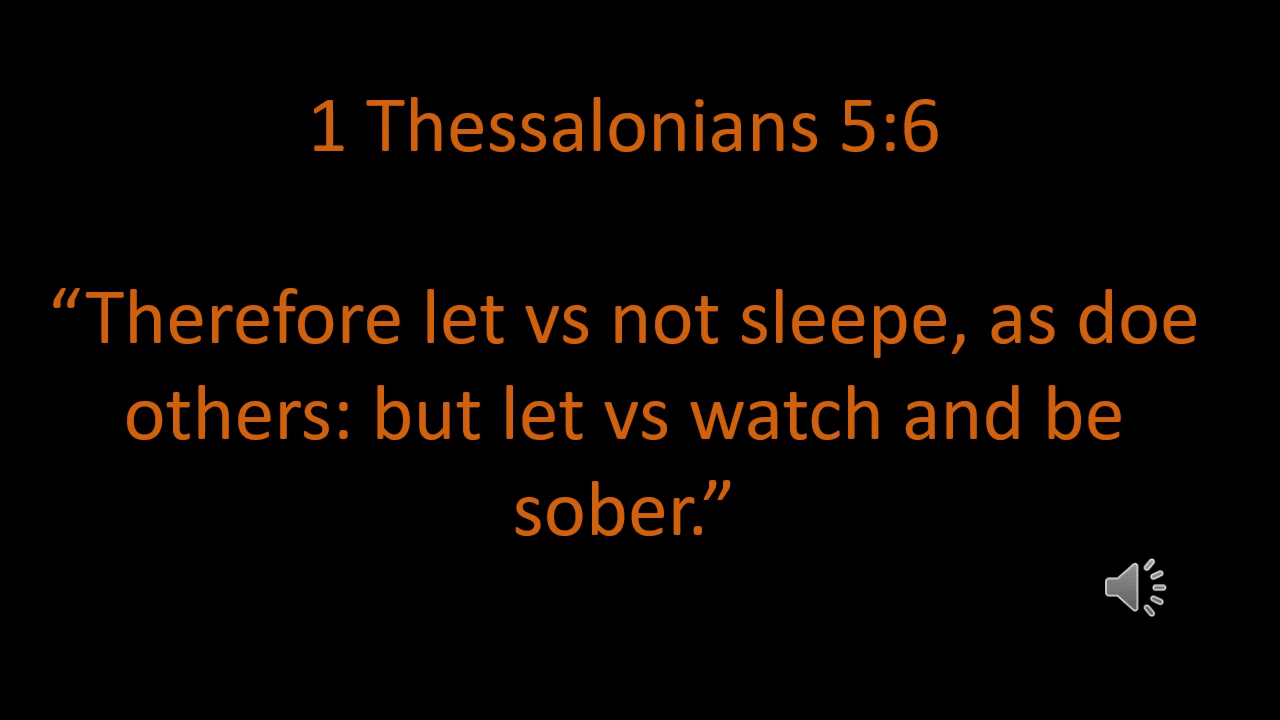 1 Thessalonians 5:6
“Therefore let vs not sleepe, as doe
others: but let vs watch and be
sober.”